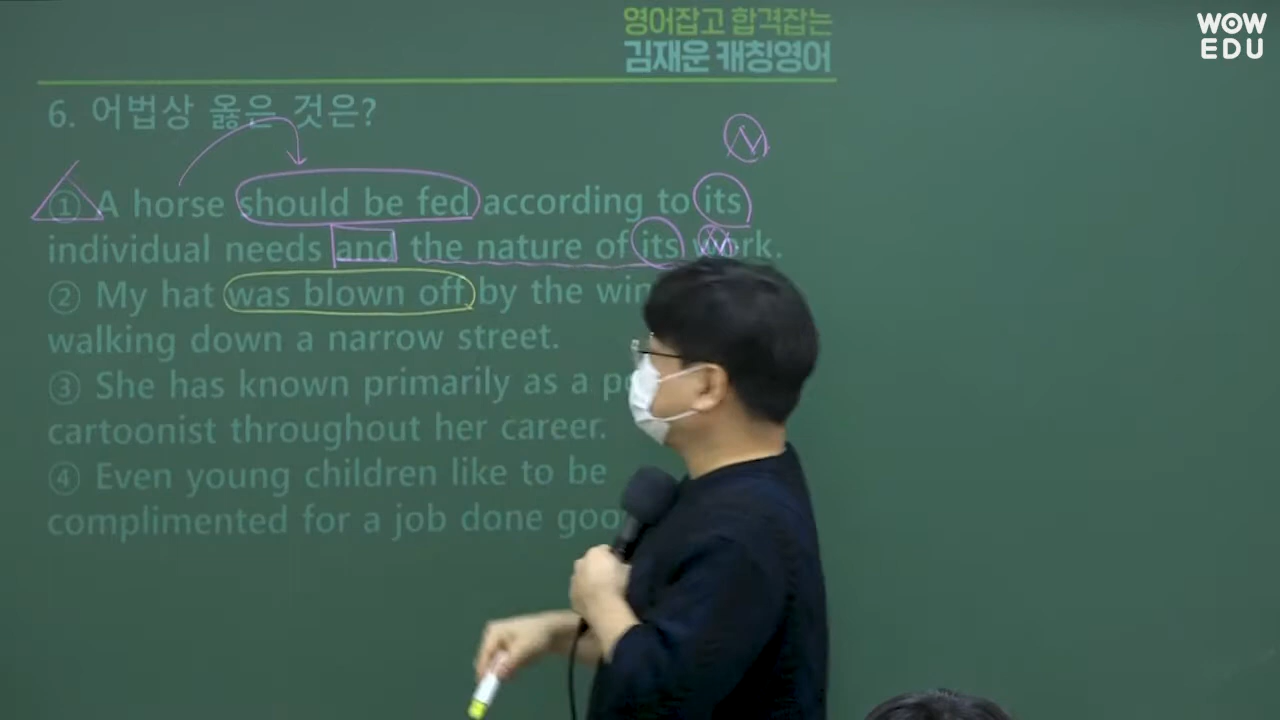 WOW
EDU
영어잡고 합격잡는
김재운 캐칭영어
6. 어법상 옳은 것은?
N
① A horse should be fed according to its
individual needs and the nature of its work.
② My hat was blown off by the
walking down a narrow street.
③ She has known primarily as a
cartoonist throughout her career.
④ Even young children like to be
complimented for a job done